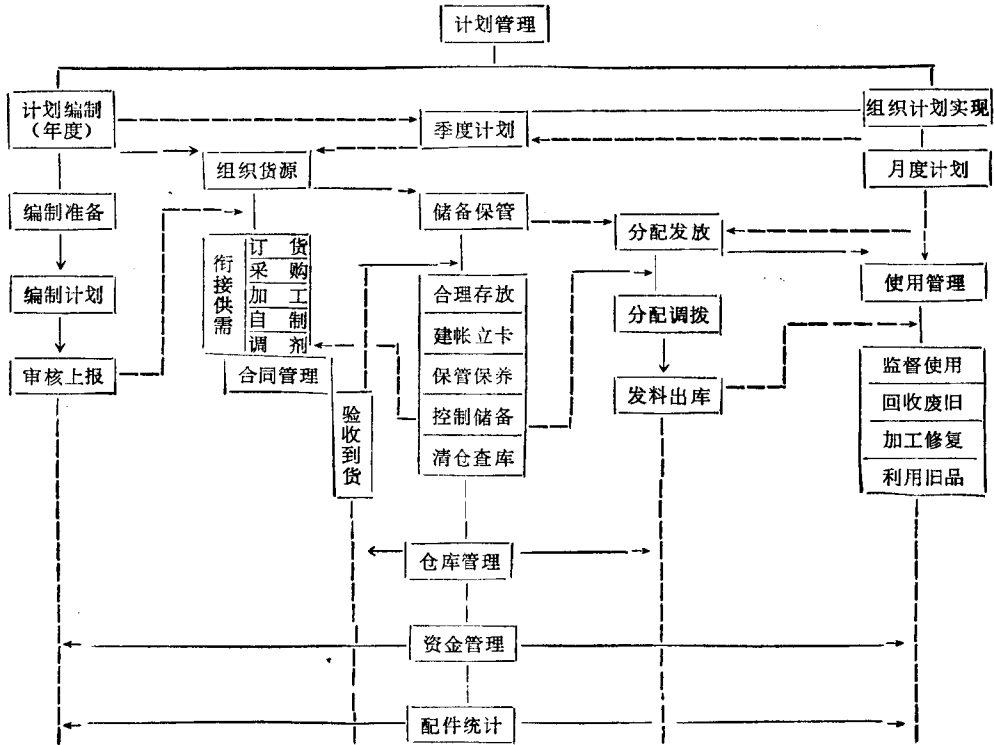 计划管理
计划编制
（年度）
季度计划
组织计划实现
组织货源
月度计划
编制准备
储备保管
分配发放
衔接供需
订货
采购
加工
自制
调剂
编制计划
合理存放
使用管理
建帐立卡
分配调拨
审核上报
合同管理
保管保养
监督使用
发料出库
回收废旧
验收到货
控制储备
加工修复
清仓查库
利用旧品
仓库管理
资金管理
配件统计